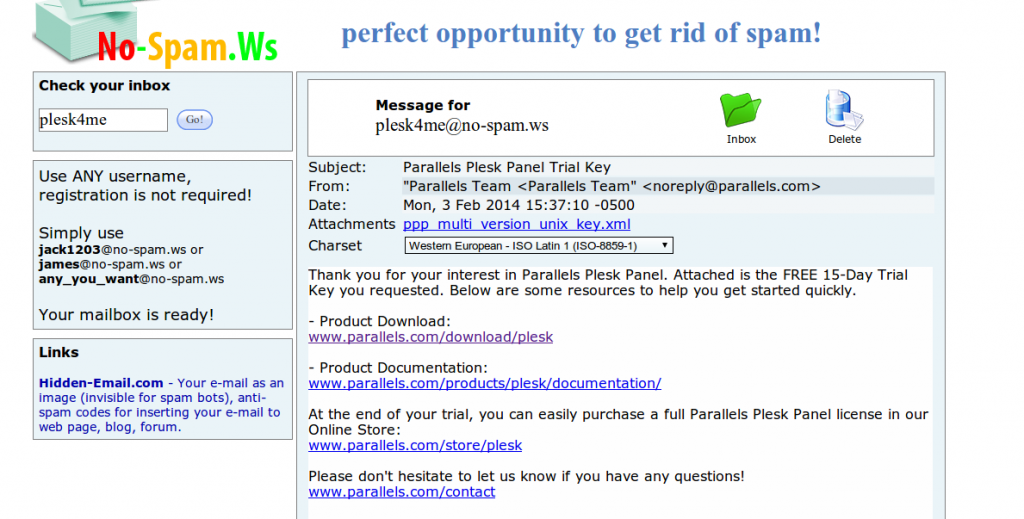 No-Spam.Ws
perfect opportunity to get rid of spam!
Check your inbox
plesk4me
Go!
Use ANY username,
registration is not required!
Simply use
jack1203@no-spam.ws or
james@no-spam.ws or
any_you_want@no-spam.ws
Your mailbox is ready!
Links
Hidden-Email.com - Your e-mail as an
image (invisible for spam bots), anti-
spam codes for inserting your e-mail to
web page, blog, forum.
Message for
plesk4me@no-spam.ws
Inbox
Delete
Subject: Parallels Plesk Panel Trial Key
From: "Parallels Team <Parallels Team" <noreply@parallels.com>
Date: Mon, 3 Feb 2014 15:37:10 -0500
Attachments ppp_multi_version_unix_key.xml
Charset Western European - ISO Latin 1 (ISO-8859-1)
Thank you for your interest in Parallels Plesk Panel. Attached is the FREE 15-Day Trial
Key you requested. Below are some resources to help you get started quickly.
- Product Download:
www.parallels.com/download/plesk
- Product Documentation:
www.parallels.com/products/plesk/documentation/
At the end of your trial, you can easily purchase a full Parallels Plesk Panel license in our
Online Store:
www.parallels.com/store/plesk
Please don't hesitate to let us know if you have any questions!
www.parallels.com/contact